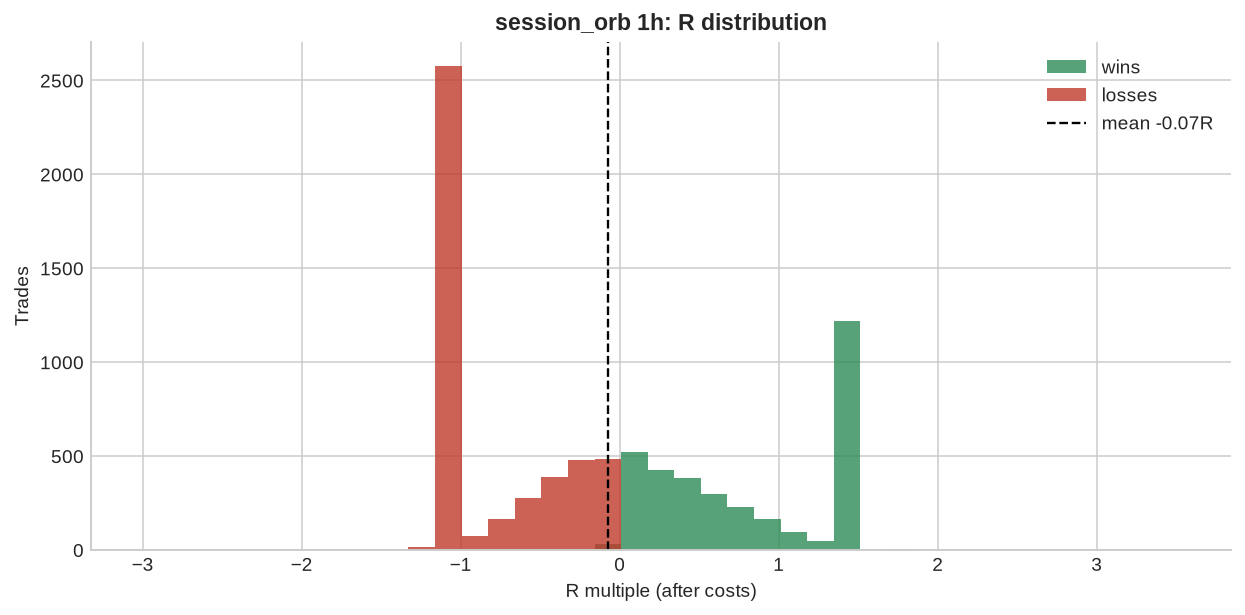 session_orb 1h: R distribution
wins
losses
mean -0.07R
2500
2000
1500
1000
500
0
Trades
−3
−2
−1
0
1
2
3
R multiple (after costs)